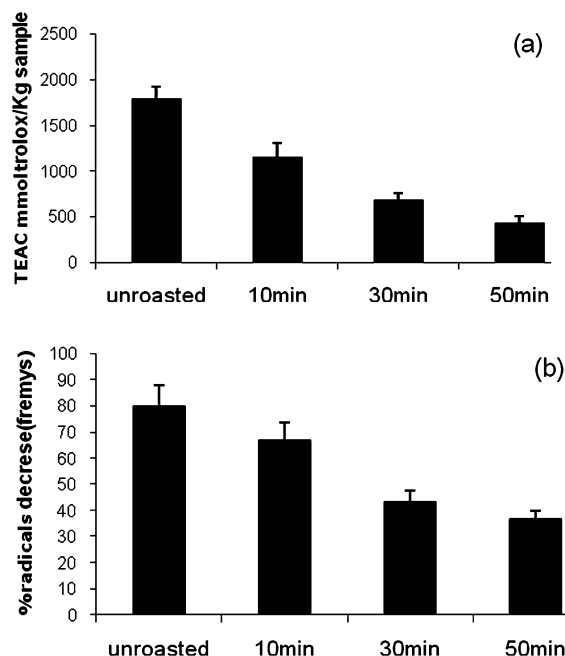 (a)
TEAC mmoltrolox/Kg sample
2500
2000
1500
1000
500
0
unroasted 10min 30min 50min
(b)
%radicals decrese(fremys)
100
90
80
70
60
50
40
30
20
10
0
unroasted 10min 30min 50min